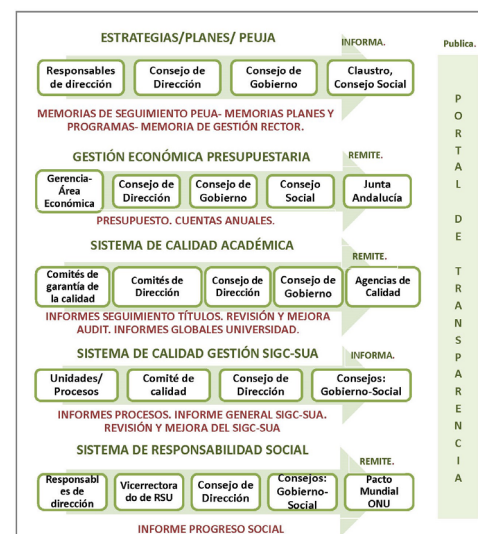 ESTRATEGIAS/PLANES/ PEUJA
INFORMA.
Publica.
Responsables
de dirección
Consejo de
Dirección
Consejo de
Gobierno
Claustro,
Consejo Social
MEMORIAS DE SEGUIMIENTO PEUA- MEMORIAS PLANES Y
PROGRAMAS- MEMORIA DE GESTIÓN RECTOR.
GESTIÓN ECONÓMICA PRESUPUESTARIA
REMITE.
Gerencia-
Área
Económica
Consejo de
Dirección
Consejo de
Gobierno
Consejo
Social
Junta
Andalucía
PRESUPUESTO. CUENTAS ANUALES.
SISTEMA DE CALIDAD ACADÉMICA
REMITE.
Comités de
garantía de
la calidad
Comités de
Dirección
Consejo de
Dirección
Consejo de
Gobierno
Agencias de
Calidad
INFORMES SEGUIMIENTO TÍTULOS. REVISIÓN Y MEJORA
AUDIT. INFORMES GLOBALES UNIVERSIDAD.
SISTEMA DE CALIDAD GESTIÓN SIGC-SUA
INFORMA.
Unidades/
Procesos
Comité de
calidad
Consejo de
Dirección
Consejos:
Gobierno-Social
INFORMES PROCESOS. INFORME GENERAL SIGC-SUA.
REVISIÓN Y MEJORA DEL SIGC-SUA
SISTEMA DE RESPONSABILIDAD SOCIAL
REMITE.
Responsabl
es de
dirección
Vicerrectora
do de RSU
Consejo de
Dirección
Consejos:
Gobierno-
Social
Pacto
Mundial
ONU
INFORME PROGRESO SOCIAL
P
O
R
T
A
L
D
E
T
R
A
N
S
P
A
R
E
N
C
I
A